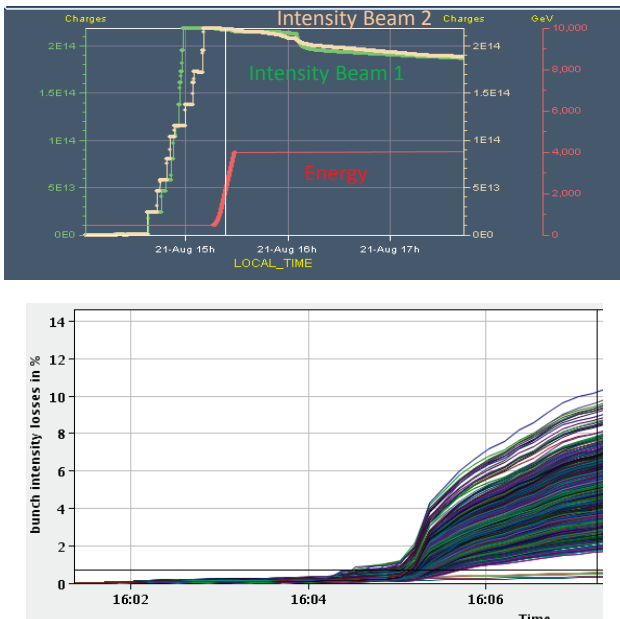 Charges Intensity Beam 2 Charges GeV
2E14 2E14 10,000
8,000
Intensity Beam 1
1.5E14 1.5E14
6,000
1E14 1E14
4,000
Energy
5E13 5E13 2,000
0E0 0E0 0
21-Aug 15h 21-Aug 16h 21-Aug 17h
LOCAL_TIME
bunch intensity losses in %
14
12
10
8
6
4
2
0
16:02 16:04 16:06
Time